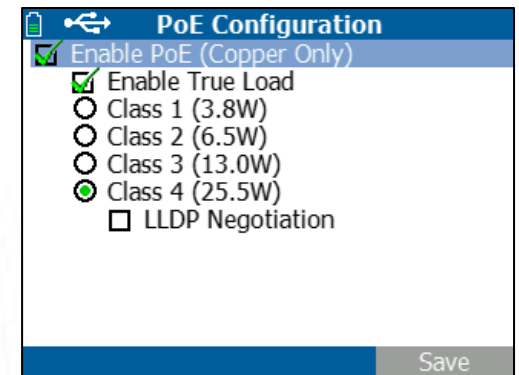 PoE Configuration
Enable PoE (Copper Only)
Enable True Load
Class 1 (3.8W)
Class 2 (6.5W)
Class 3 (13.0W)
Class 4 (25.5W)
LLDP Negotiation
Save